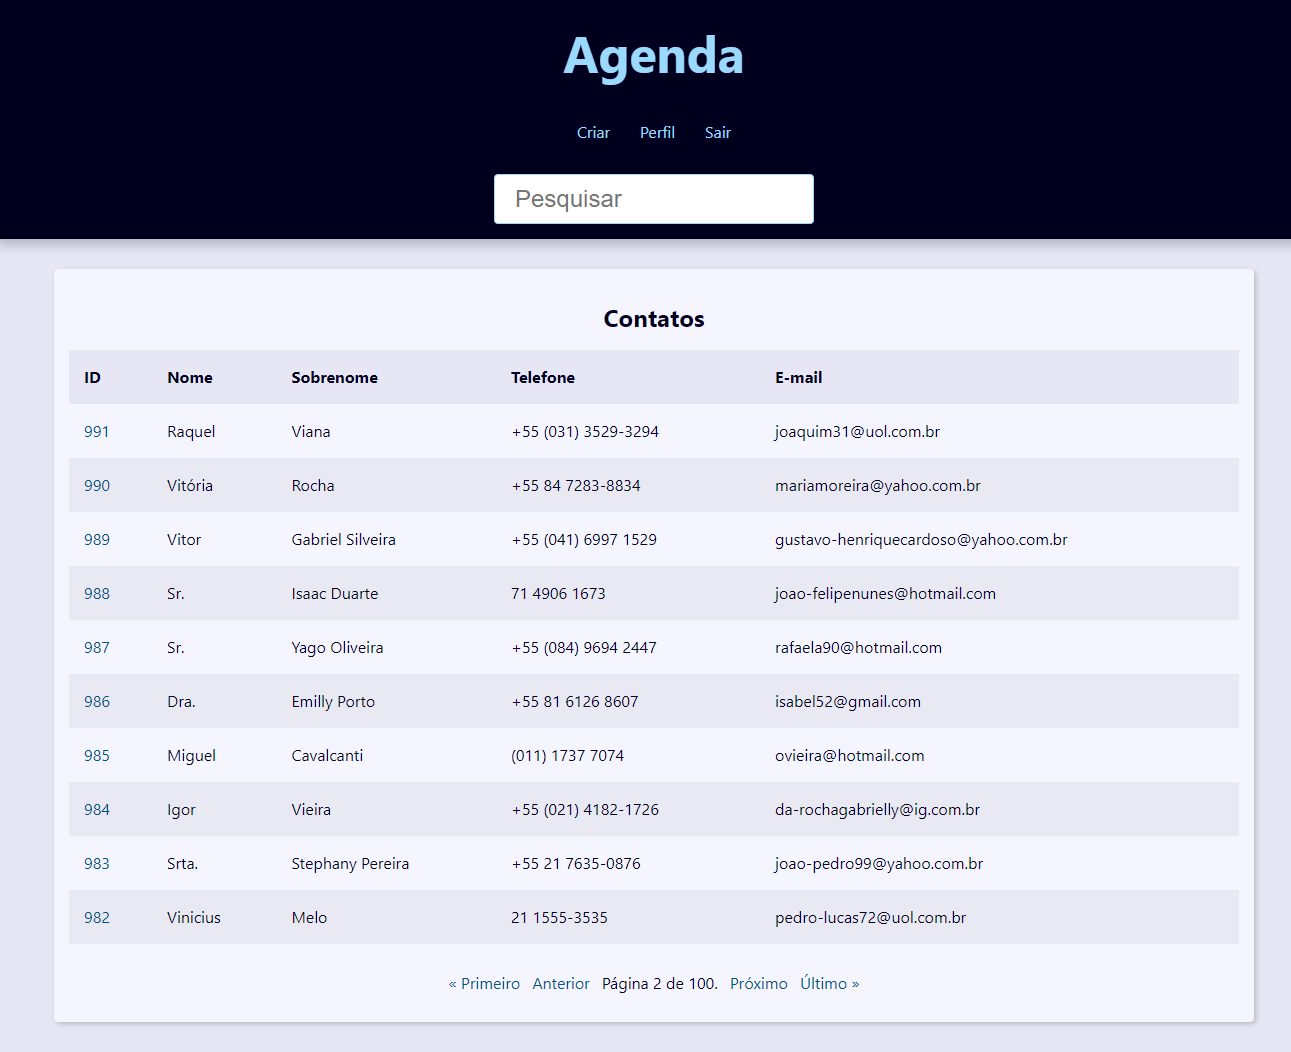 Agenda
Criar Perfil Sair
Pesquisar
Contatos
ID Nome Sobrenome Telefone E-mail
991 Raquel Viana +55 (031) 3529-3294 joaquim31@uol.com.br
990 Vitória Rocha +55 84 7283-8834 mariamoreira@yahoo.com.br
989 Vitor Gabriel Silveira +55 (041) 6997 1529 gustavo-henriquecardoso@yahoo.com.br
988 Sr. Isaac Duarte 71 4906 1673 joao-felipenunes@hotmail.com
987 Sr. Yago Oliveira +55 (084) 9694 2447 rafaela90@hotmail.com
986 Dra. Emilly Porto +55 81 6126 8607 isabel52@gmail.com
985 Miguel Cavalcanti (011) 1737 7074 ovieira@hotmail.com
984 Igor Vieira +55 (021) 4182-1726 da-rochagabrielly@ig.com.br
983 Srta. Stephany Pereira +55 21 7635-0876 joao-pedro99@yahoo.com.br
982 Vinicius Melo 21 1555-3535 pedro-lucas72@uol.com.br
« Primeiro Anterior Página 2 de 100. Próximo Último »